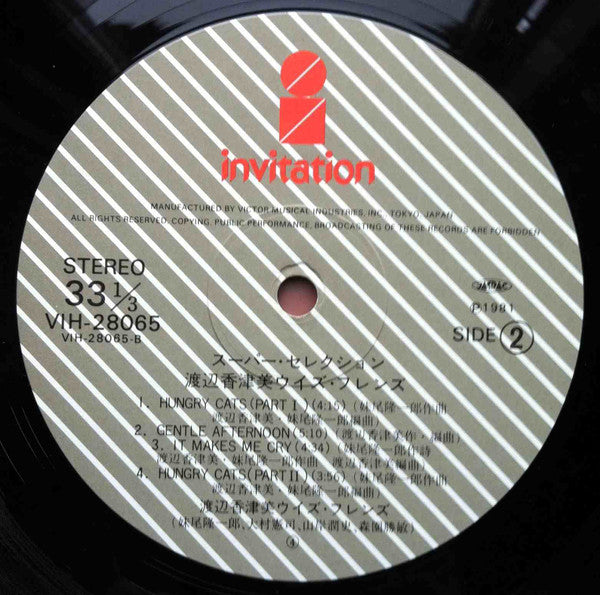 invitation
MANUFACTURED BY VICTOR MUSICAL INDUSTRIES, INC., TOKYO, JAPAN
ALL RIGHTS RESERVED. COPYING, PUBLIC PERFORMANCE, BROADCASTING OF THESE RECORDS ARE FORBIDDEN
STEREO
33 1/3
VIH-28065
VIH-28065-B
JASRAC
Ⓟ1981
SIDE 2
スーパー・セレクション
渡辺香津美ウイズ・フレンズ
1. HUNGRY CATS(PART I)(4:15)(妹尾隆一郎作曲
渡辺香津美・妹尾隆一郎編曲)
2. GENTLE AFTERNOON(5:10)(渡辺香津美作・編曲)
3. IT MAKES ME CRY(4:34)(妹尾隆一郎作詩
渡辺香津美・妹尾隆一郎作曲 渡辺香津美編曲)
4. HUNGRY CATS(PART II)(3:56)(妹尾隆一郎作曲
渡辺香津美・妹尾隆一郎編曲)
渡辺香津美ウイズ・フレンズ
(妹尾隆一郎、大村憲司、山岸潤史、森園勝敏)
④